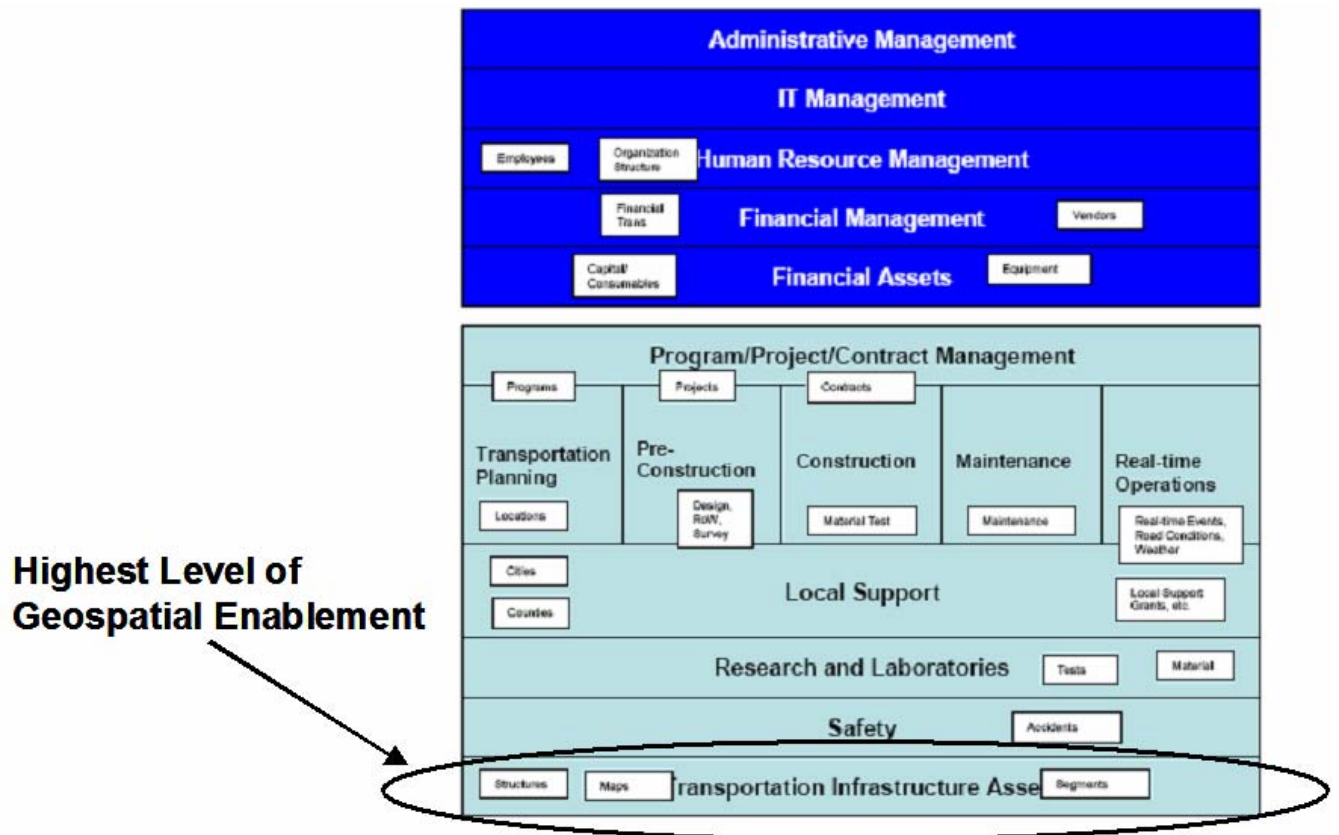 Administrative Management
IT Management
Employees
Organization
Structure
Human Resource Management
Financial
Trans
Financial Management
Vendors
Capital/
Consumables
Financial Assets
Equipment
Program/Project/Contract Management
Programs
Projects
Contracts
Transportation
Planning
Locations
Pre-
Construction
Design,
RoW,
Survey
Construction
Material Test
Maintenance
Maintenance
Real-time
Operations
Real-time Events,
Road Conditions,
Weather
Cities
Counties
Local Support
Local Support
Grants, etc.
Research and Laboratories
Tests
Material
Safety
Accidents
Structures
Maps
Transportation Infrastructure Asse
Segments
Highest Level of
Geospatial Enablement